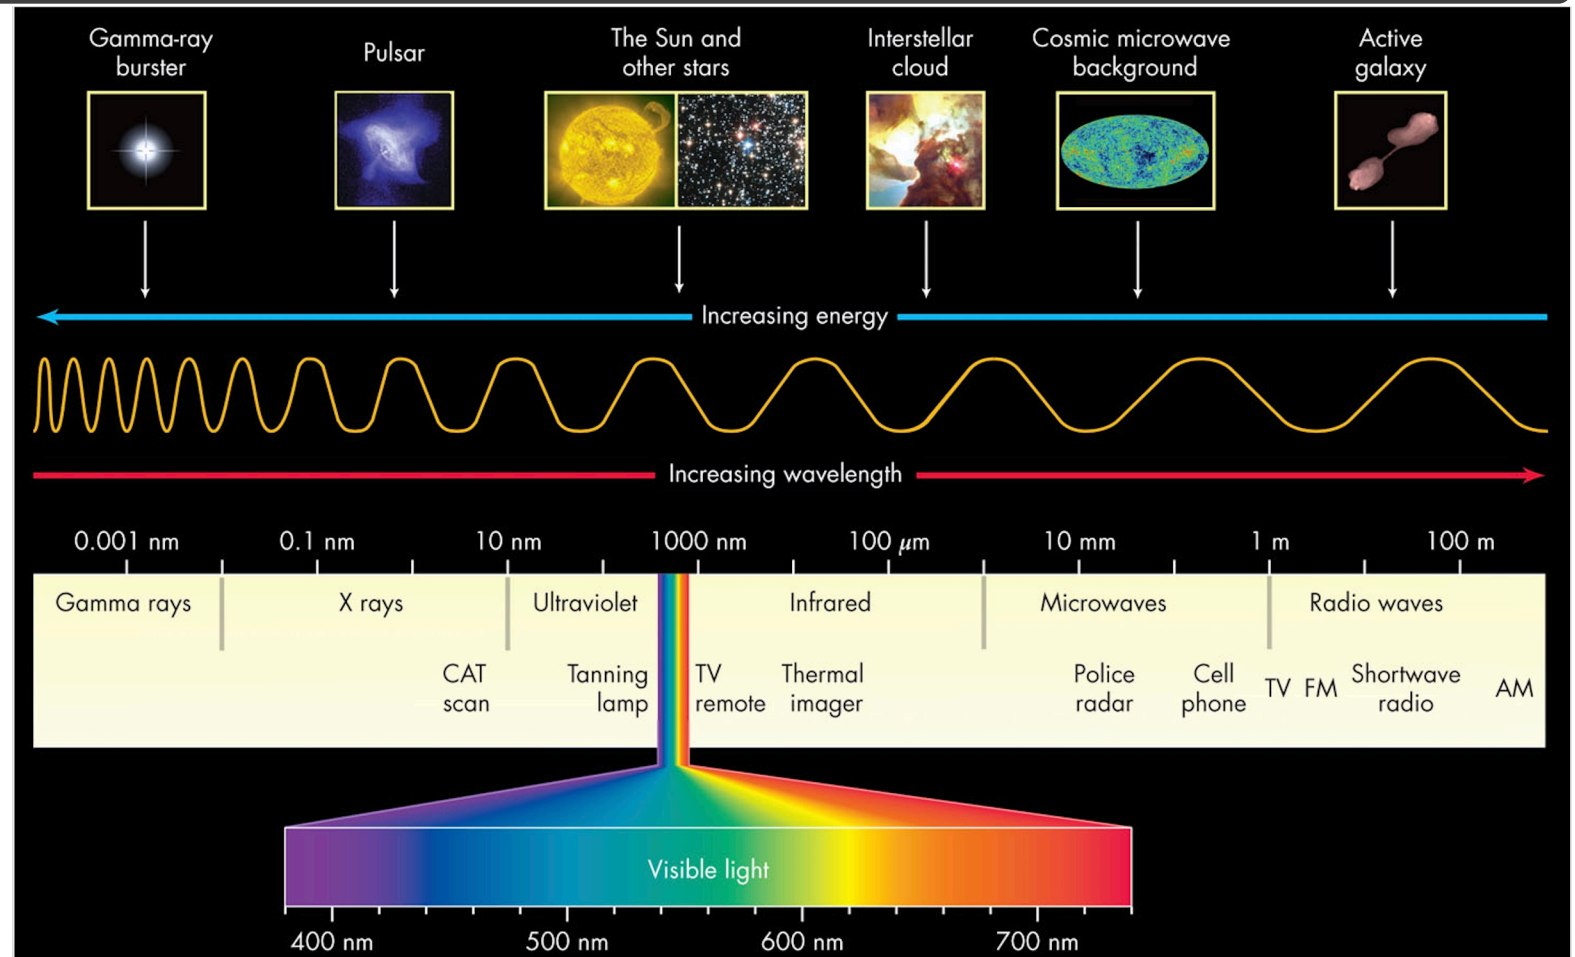 Gamma-ray
burster
Pulsar
The Sun and
other stars
Interstellar
cloud
Cosmic microwave
background
Active
galaxy
Increasing energy
Increasing wavelength
0.001 nm 0.1 nm 10 nm 1000 nm 100 μm 10 mm 1 m 100 m
Gamma rays X rays Ultraviolet Infrared Microwaves Radio waves
CAT
scan
Tanning
lamp
TV
remote
Thermal
imager
Police
radar
Cell
phone
TV FM
Shortwave
radio
AM
Visible light
400 nm 500 nm 600 nm 700 nm